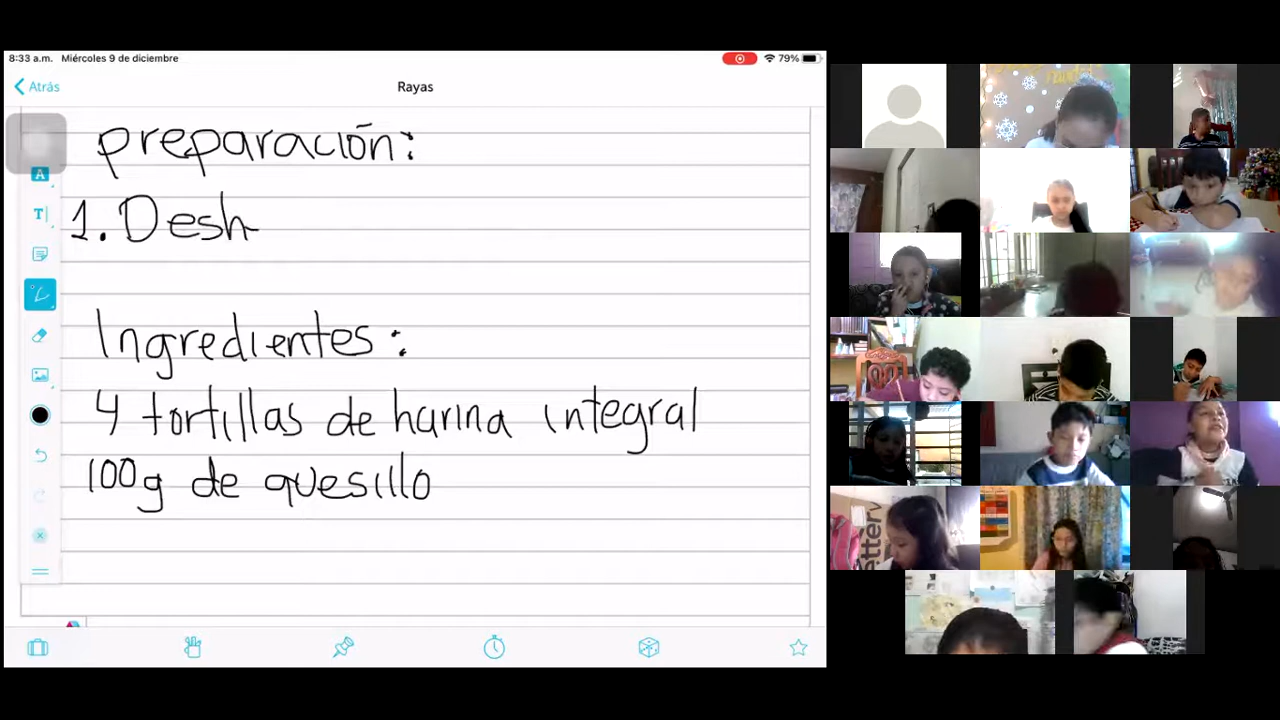 8:33 a.m. Miércoles 9 de diciembre
79%
Atrás
Rayas
preparación:
1. Desh
Ingredientes:
4 tortillas de harina integral
100g de quesillo
A
T